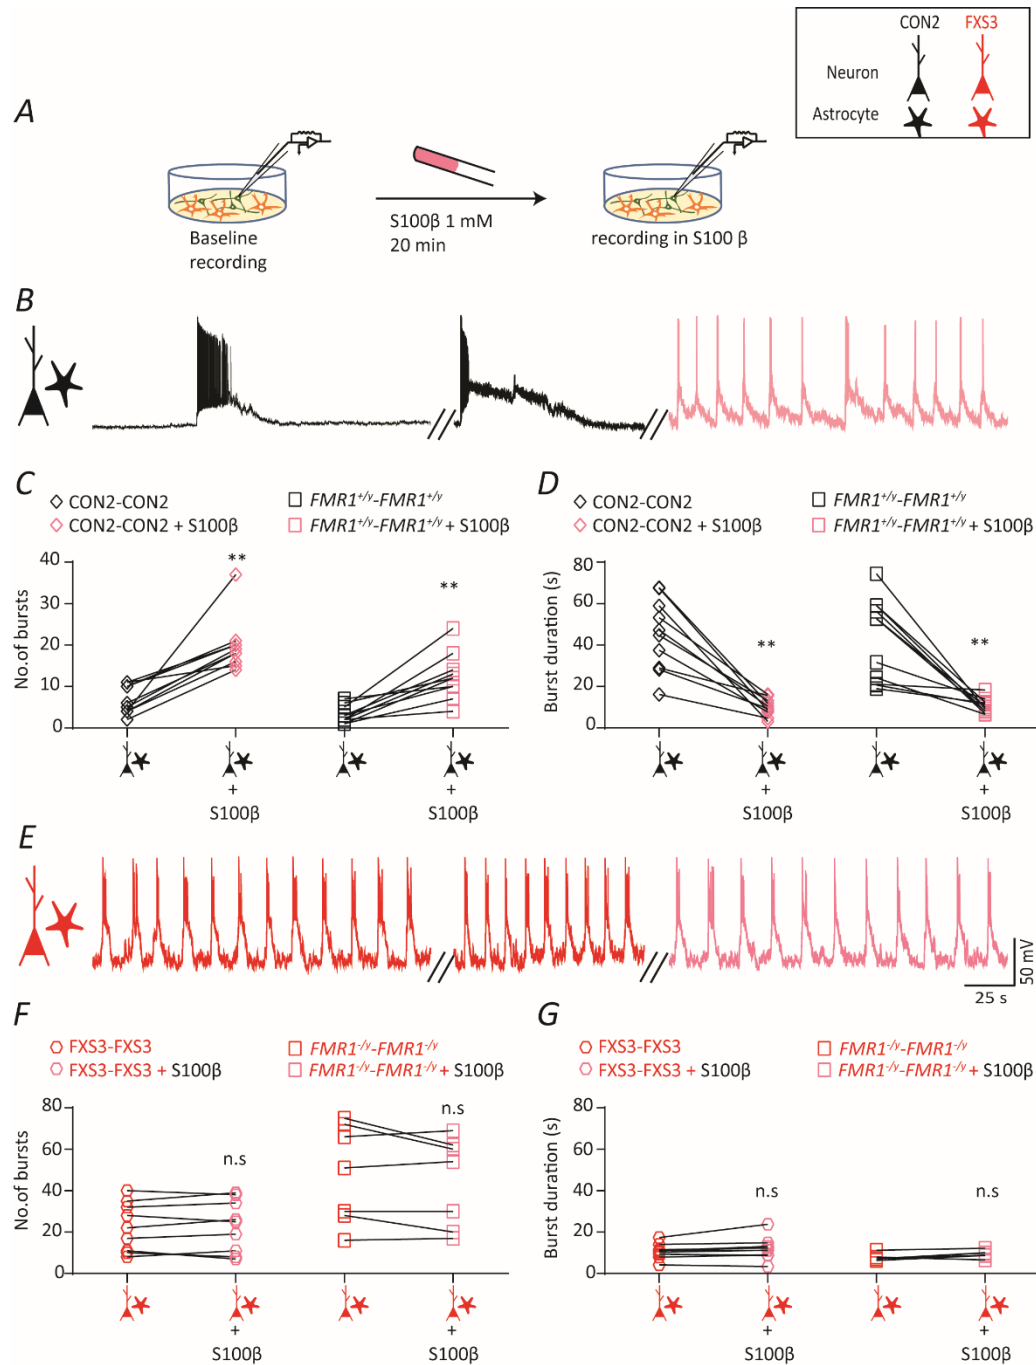 CON2 FXS3
Neuron
Astrocyte
A
Baseline
recording
S100β 1 mM
20 min
recording in S100 β
B
C
CON2-CON2
CON2-CON2 + S100β
FMR1+/y-FMR1+/y
FMR1+/y-FMR1+/y + S100β
No.of bursts
40
30
20
10
0
**
**
+
S100β
+
S100β
D
CON2-CON2
CON2-CON2 + S100β
FMR1+/y-FMR1+/y
FMR1+/y-FMR1+/y + S100β
Burst duration (s)
80
60
40
20
0
**
**
+
S100β
+
S100β
E
50 mV
25 s
F
FXS3-FXS3
FXS3-FXS3 + S100β
FMR1-/y-FMR1-/y
FMR1-/y-FMR1-/y + S100β
No.of bursts
80
60
40
20
0
n.s
n.s
+
S100β
+
S100β
G
FXS3-FXS3
FXS3-FXS3 + S100β
FMR1-/y-FMR1-/y
FMR1-/y-FMR1-/y + S100β
Burst duration (s)
80
60
40
20
0
n.s
n.s
+
S100β
+
S100β